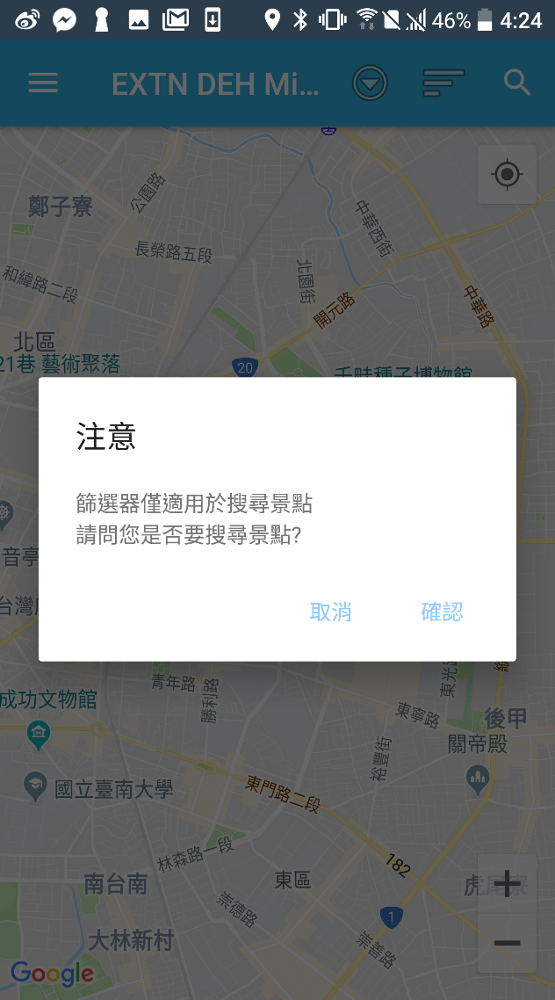 46% 4:24
EXTN DEH Mi...
鄭子寮
公園路
中華西街
長榮路五段
和緯路二段
北園街
開元路
中華路
北區
21巷 藝術聚落
20
千畦種子博物館
注意
篩選器僅適用於搜尋景點
請問您是否要搜尋景點?
取消
確認
音亭
台灣
青年路
勝利路
東光路
成功文物館
東寧路
後甲
關帝殿
裕豐街
國立臺南大學
東門路二段
林森路一段
182
南台南
東區
虎尾寮
崇德路
1
大林新村
崇善路
Google